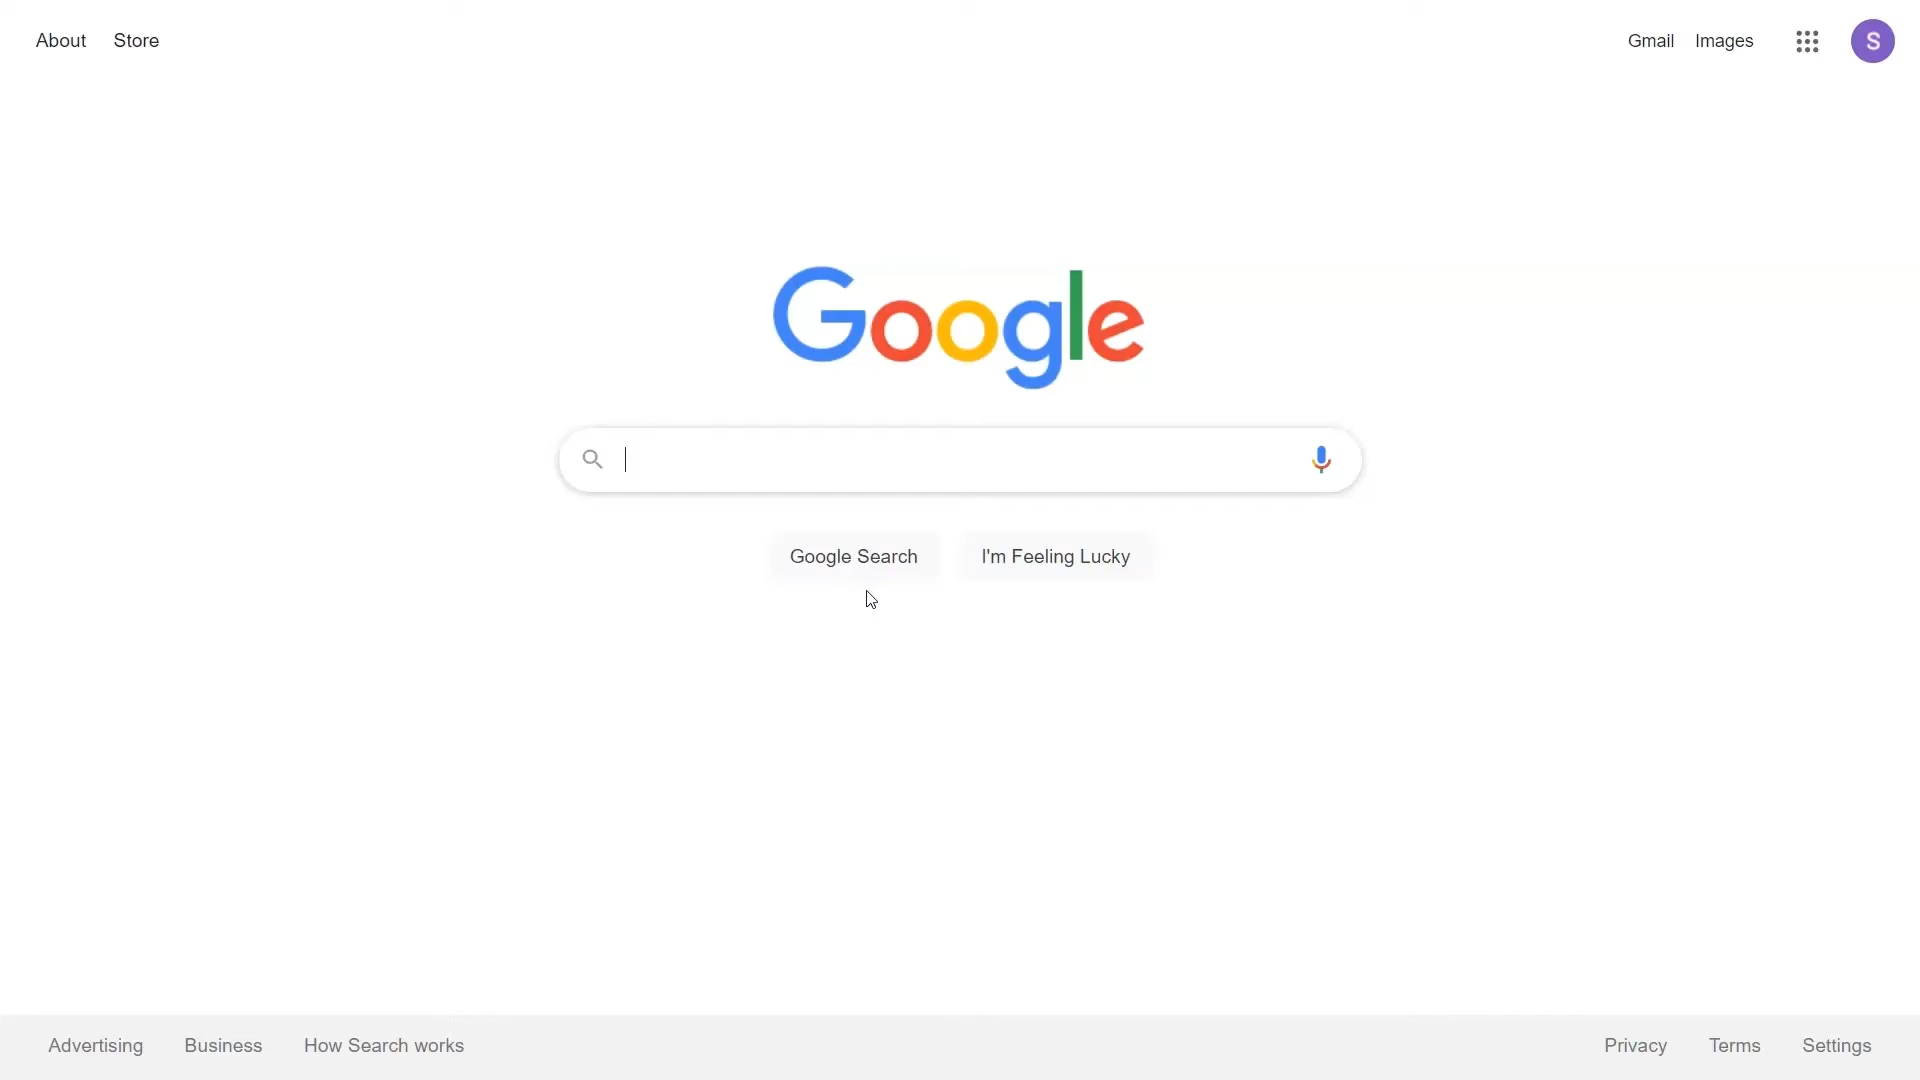 About Store Gmail Images S
Google
Google Search I'm Feeling Lucky
Advertising Business How Search works Privacy Terms Settings